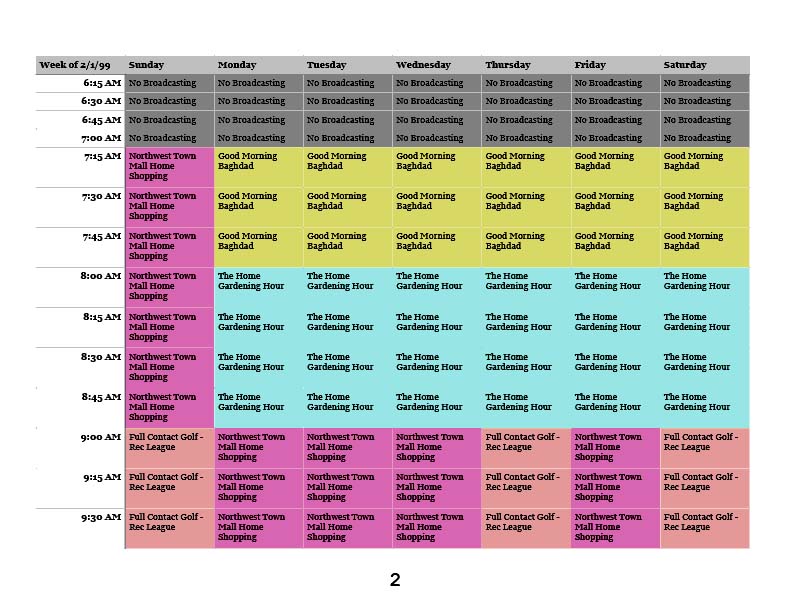 Week of 2/1/99 Sunday Monday Tuesday Wednesday Thursday Friday Saturday
6:15 AM No Broadcasting No Broadcasting No Broadcasting No Broadcasting No Broadcasting No Broadcasting No Broadcasting
6:30 AM No Broadcasting No Broadcasting No Broadcasting No Broadcasting No Broadcasting No Broadcasting No Broadcasting
6:45 AM No Broadcasting No Broadcasting No Broadcasting No Broadcasting No Broadcasting No Broadcasting No Broadcasting
7:00 AM No Broadcasting No Broadcasting No Broadcasting No Broadcasting No Broadcasting No Broadcasting No Broadcasting
7:15 AM Northwest Town Good Morning Good Morning Good Morning Good Morning Good Morning Good Morning
Mall Home Baghdad Baghdad Baghdad Baghdad Baghdad Baghdad
Shopping
7:30 AM Northwest Town Good Morning Good Morning Good Morning Good Morning Good Morning Good Morning
Mall Home Baghdad Baghdad Baghdad Baghdad Baghdad Baghdad
Shopping
7:45 AM Northwest Town Good Morning Good Morning Good Morning Good Morning Good Morning Good Morning
Mall Home Baghdad Baghdad Baghdad Baghdad Baghdad Baghdad
Shopping
8:00 AM Northwest Town The Home The Home The Home The Home The Home The Home
Mall Home Gardening Hour Gardening Hour Gardening Hour Gardening Hour Gardening Hour Gardening Hour
Shopping
8:15 AM Northwest Town The Home The Home The Home The Home The Home The Home
Mall Home Gardening Hour Gardening Hour Gardening Hour Gardening Hour Gardening Hour Gardening Hour
Shopping
8:30 AM Northwest Town The Home The Home The Home The Home The Home The Home
Mall Home Gardening Hour Gardening Hour Gardening Hour Gardening Hour Gardening Hour Gardening Hour
Shopping
8:45 AM Northwest Town The Home The Home The Home The Home The Home The Home
Mall Home Gardening Hour Gardening Hour Gardening Hour Gardening Hour Gardening Hour Gardening Hour
Shopping
9:00 AM Full Contact Golf - Northwest Town Northwest Town Northwest Town Full Contact Golf - Northwest Town Full Contact Golf -
Rec League Mall Home Mall Home Mall Home Rec League Mall Home Rec League
Shopping Shopping Shopping Shopping
9:15 AM Full Contact Golf - Northwest Town Northwest Town Northwest Town Full Contact Golf - Northwest Town Full Contact Golf -
Rec League Mall Home Mall Home Mall Home Rec League Mall Home Rec League
Shopping Shopping Shopping Shopping
9:30 AM Full Contact Golf - Northwest Town Northwest Town Northwest Town Full Contact Golf - Northwest Town Full Contact Golf -
Rec League Mall Home Mall Home Mall Home Rec League Mall Home Rec League
Shopping Shopping Shopping Shopping
2